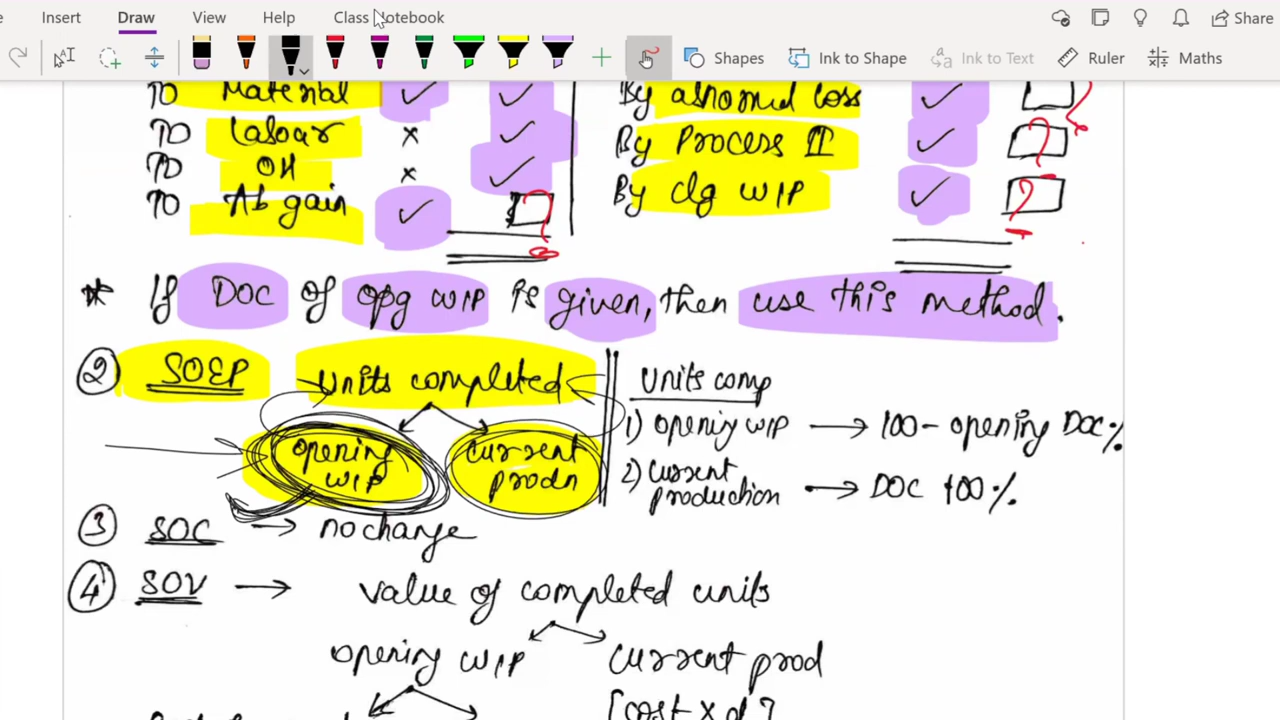 Insert Draw View Help Class Notebook Share
Shapes Ink to Shape Ink to Text Ruler Maths
To Material ✓ ✓ By abnormal loss ✓
To Labour × ✓ By Process II ✓ ?
To OH × ✓ By clg WIP ✓ ?
To Ab gain ✓ ?
* If DOC of opg WIP is given, then use this method.
② SOEP units completed
opening WIP
current prodn
Units comp
1) opening WIP → 100 - opening DOC%
2) Current production → DOC 100%
③ SOC → no change
④ SOV → value of completed units
opening WIP current prod
[cost x